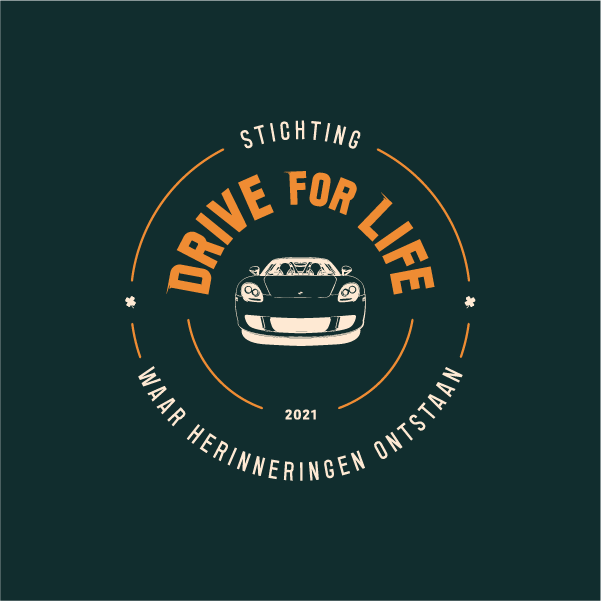 STICHTING
DRIVE FOR LIFE
2021
WAAR HERINNERINGEN ONTSTAAN